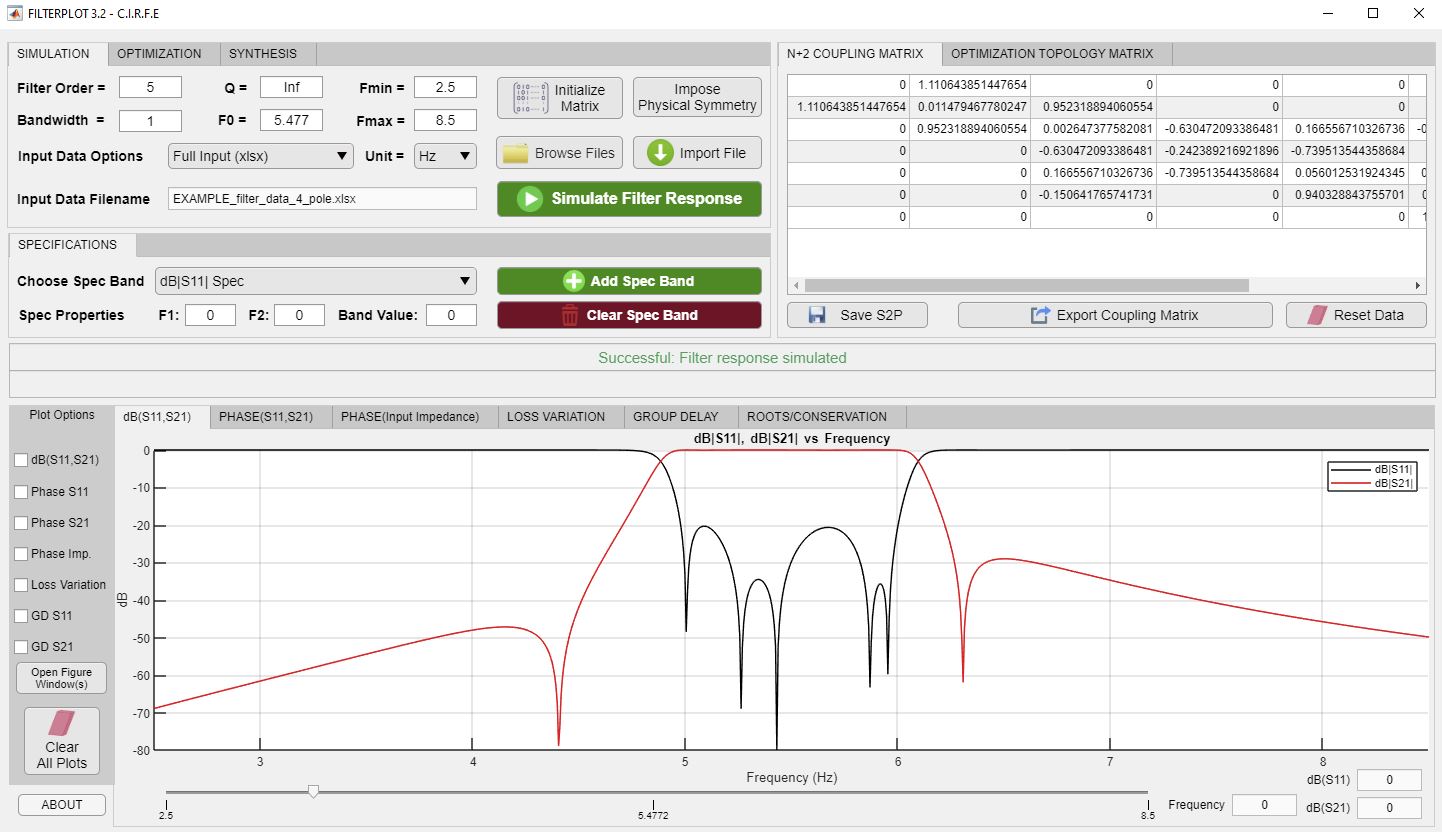 FILTERPLOT 3.2 - C.I.R.F.E
SIMULATION OPTIMIZATION SYNTHESIS
Filter Order = 5 Q = Inf Fmin = 2.5
Bandwidth = 1 F0 = 5.477 Fmax = 8.5
Initialize Matrix
Impose Physical Symmetry
Input Data Options Full Input (xlsx) Unit = Hz
Browse Files Import File
Input Data Filename EXAMPLE_filter_data_4_pole.xlsx
Simulate Filter Response
SPECIFICATIONS
Choose Spec Band dB|S11| Spec
Add Spec Band
Spec Properties F1: 0 F2: 0 Band Value: 0
Clear Spec Band
N+2 COUPLING MATRIX OPTIMIZATION TOPOLOGY MATRIX
0 1.110643851447654 0 0 0
1.110643851447654 0.011479467780247 0.952318894060554 0 0
0 0.952318894060554 0.002647377582081 -0.630472093386481 0.166556710326736 -0
0 0 -0.630472093386481 -0.242389216921896 -0.739513544358684
0 0 0.166556710326736 -0.739513544358684 0.056012531924345 0
0 0 -0.150641765741731 0 0.940328843755701 0
0 0 0 0 0 1
Save S2P Export Coupling Matrix Reset Data
Successful: Filter response simulated
Plot Options
dB(S11,S21)
Phase S11
Phase S21
Phase Imp.
Loss Variation
GD S11
GD S21
Open Figure
Window(s)
Clear
All Plots
ABOUT
dB(S11,S21) PHASE(S11,S21) PHASE(Input Impedance) LOSS VARIATION GROUP DELAY ROOTS/CONSERVATION
dB|S11|, dB|S21| vs Frequency
dB|S11|
dB|S21|
0
-10
-20
-30
-40
-50
-60
-70
-80
dB
3 4 5 6 7 8
Frequency (Hz)
2.5 5.4772 8.5
Frequency 0
dB(S11) 0
dB(S21) 0